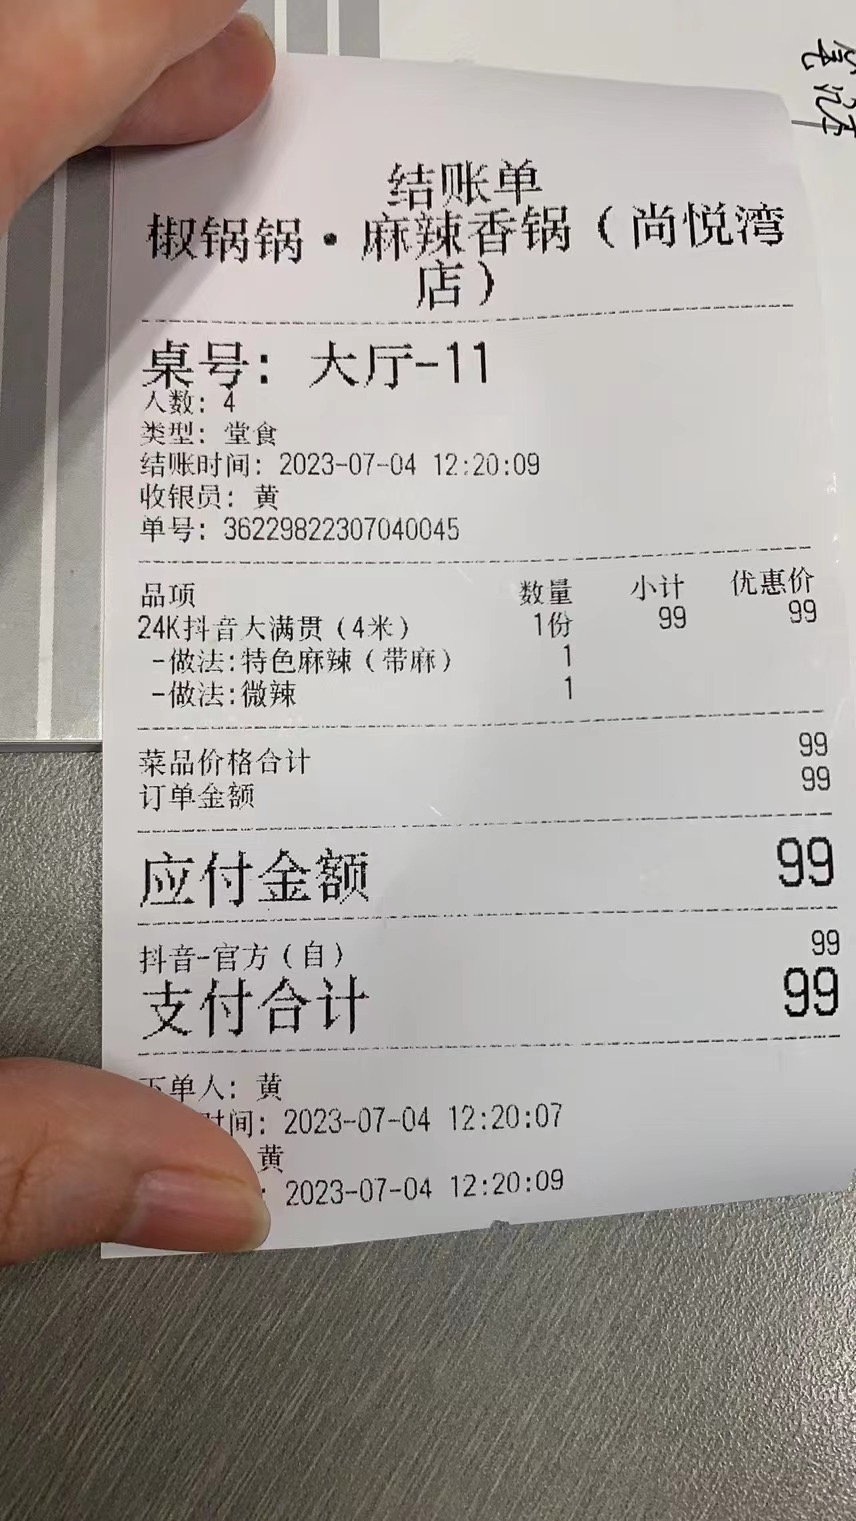 笔记
结账单
椒锅锅·麻辣香锅（尚悦湾
店）
桌号: 大厅-11
人数: 4
类型: 堂食
结账时间: 2023-07-04 12:20:09
收银员: 黄
单号: 36229822307040045
品项 数量 小计 优惠价
24K抖音大满贯（4米） 1份 99 99
-做法:特色麻辣（带麻） 1
-做法:微辣 1
菜品价格合计 99
订单金额 99
应付金额 99
抖音-官方（自） 99
支付合计 99
下单人: 黄
时间: 2023-07-04 12:20:07
黄
: 2023-07-04 12:20:09